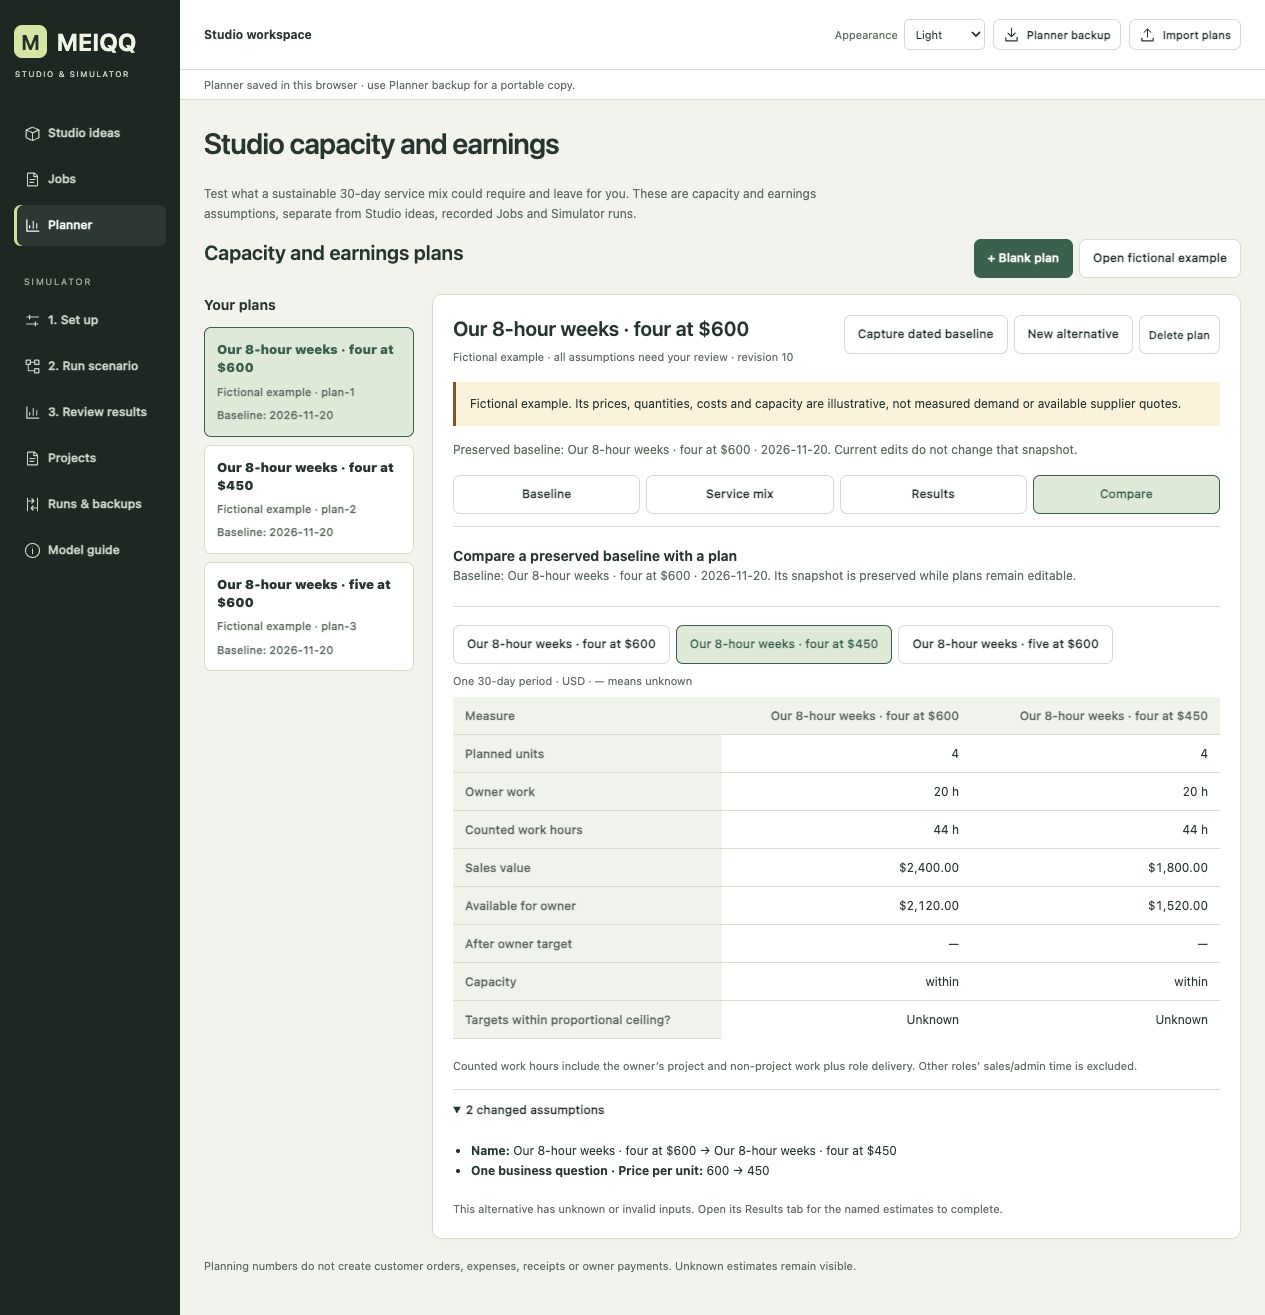 M MEIQQ
STUDIO & SIMULATOR
Studio ideas
Jobs
Planner
SIMULATOR
1. Set up
2. Run scenario
3. Review results
Projects
Runs & backups
Model guide
Studio workspace
Appearance
Light
Planner backup
Import plans
Planner saved in this browser · use Planner backup for a portable copy.
Studio capacity and earnings
Test what a sustainable 30-day service mix could require and leave for you. These are capacity and earnings
assumptions, separate from Studio ideas, recorded Jobs and Simulator runs.
Capacity and earnings plans
+ Blank plan
Open fictional example
Your plans
Our 8-hour weeks · four at
$600
Fictional example · plan-1
Baseline: 2026-11-20
Our 8-hour weeks · four at
$450
Fictional example · plan-2
Baseline: 2026-11-20
Our 8-hour weeks · five at
$600
Fictional example · plan-3
Baseline: 2026-11-20
Our 8-hour weeks · four at $600
Fictional example · all assumptions need your review · revision 10
Capture dated baseline
New alternative
Delete plan
Fictional example. Its prices, quantities, costs and capacity are illustrative, not measured demand or available supplier quotes.
Preserved baseline: Our 8-hour weeks · four at $600 · 2026-11-20. Current edits do not change that snapshot.
Baseline
Service mix
Results
Compare
Compare a preserved baseline with a plan
Baseline: Our 8-hour weeks · four at $600 · 2026-11-20. Its snapshot is preserved while plans remain editable.
Our 8-hour weeks · four at $600
Our 8-hour weeks · four at $450
Our 8-hour weeks · five at $600
One 30-day period · USD · — means unknown
Measure Our 8-hour weeks · four at $600 Our 8-hour weeks · four at $450
Planned units 4 4
Owner work 20 h 20 h
Counted work hours 44 h 44 h
Sales value $2,400.00 $1,800.00
Available for owner $2,120.00 $1,520.00
After owner target — —
Capacity within within
Targets within proportional ceiling? Unknown Unknown
Counted work hours include the owner's project and non-project work plus role delivery. Other roles' sales/admin time is excluded.
▼ 2 changed assumptions
• Name: Our 8-hour weeks · four at $600 → Our 8-hour weeks · four at $450
• One business question · Price per unit: 600 → 450
This alternative has unknown or invalid inputs. Open its Results tab for the named estimates to complete.
Planning numbers do not create customer orders, expenses, receipts or owner payments. Unknown estimates remain visible.